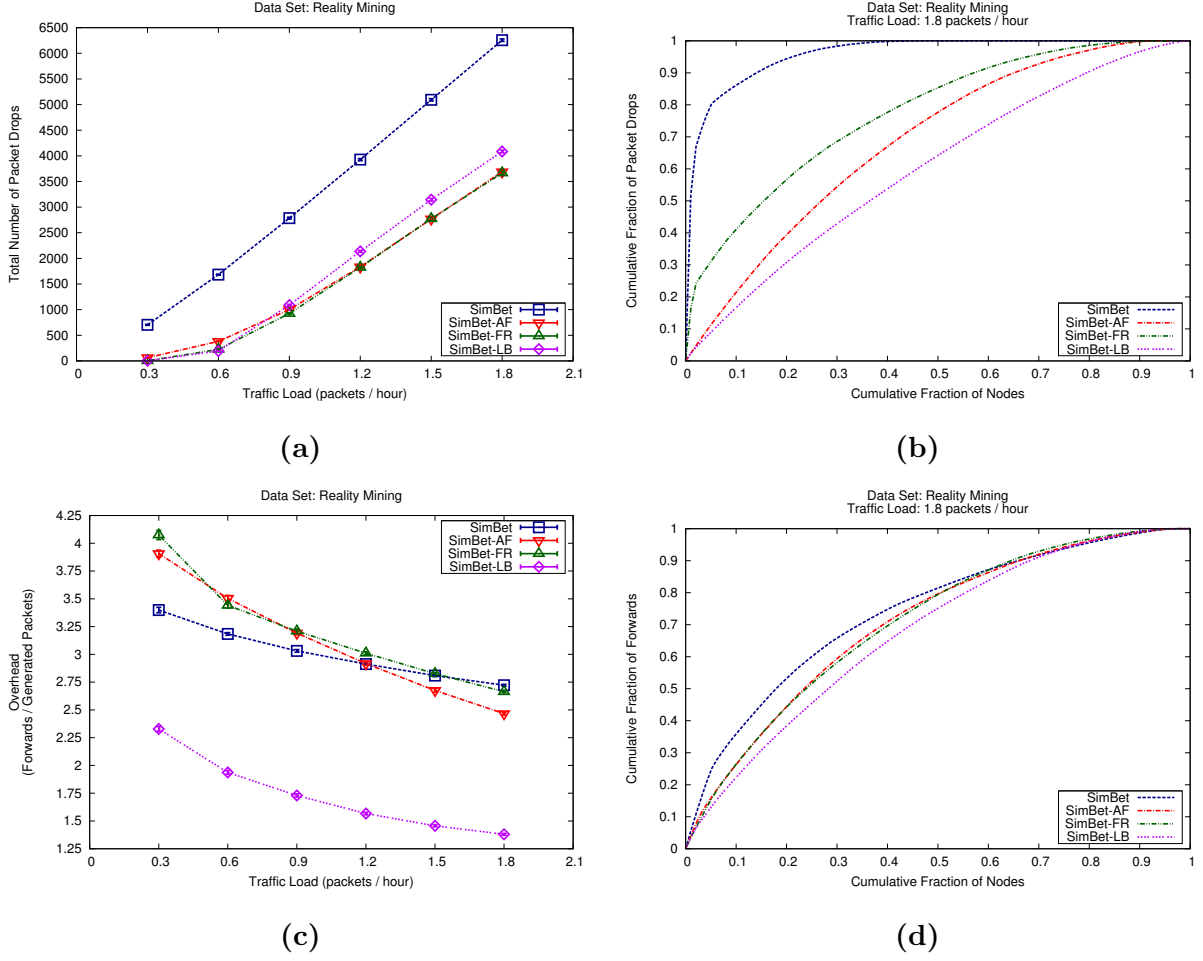 Data Set: Reality Mining
Total Number of Packet Drops
6500
6000
5500
5000
4500
4000
3500
3000
2500
2000
1500
1000
500
0
0 0.3 0.6 0.9 1.2 1.5 1.8 2.1
Traffic Load (packets / hour)
SimBet
SimBet-AF
SimBet-FR
SimBet-LB
(a)
Data Set: Reality Mining
Traffic Load: 1.8 packets / hour
Cumulative Fraction of Packet Drops
1
0.9
0.8
0.7
0.6
0.5
0.4
0.3
0.2
0.1
0
0 0.1 0.2 0.3 0.4 0.5 0.6 0.7 0.8 0.9 1
Cumulative Fraction of Nodes
SimBet
SimBet-AF
SimBet-FR
SimBet-LB
(b)
Data Set: Reality Mining
Overhead
(Forwards / Generated Packets)
4.25
4
3.75
3.5
3.25
3
2.75
2.5
2.25
2
1.75
1.5
1.25
0 0.3 0.6 0.9 1.2 1.5 1.8 2.1
Traffic Load (packets / hour)
SimBet
SimBet-AF
SimBet-FR
SimBet-LB
(c)
Data Set: Reality Mining
Traffic Load: 1.8 packets / hour
Cumulative Fraction of Forwards
1
0.9
0.8
0.7
0.6
0.5
0.4
0.3
0.2
0.1
0
0 0.1 0.2 0.3 0.4 0.5 0.6 0.7 0.8 0.9 1
Cumulative Fraction of Nodes
SimBet
SimBet-AF
SimBet-FR
SimBet-LB
(d)